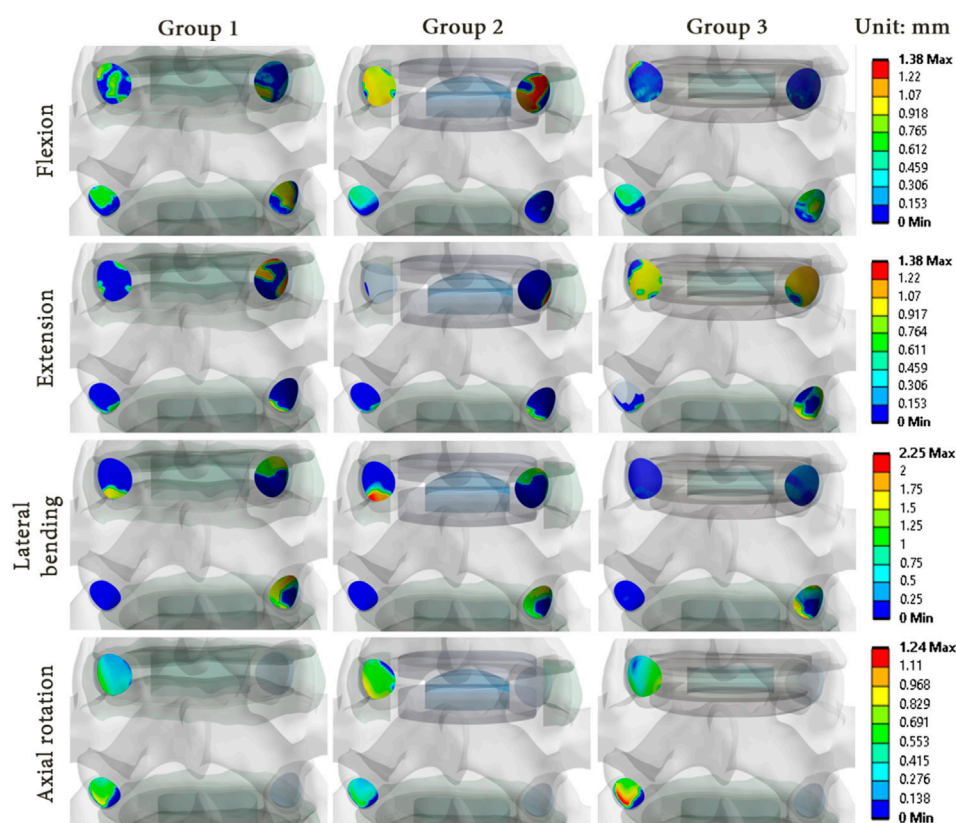 Group 1
Group 2
Group 3
Unit: mm
Flexion
1.38 Max
1.22
1.07
0.918
0.765
0.612
0.459
0.306
0.153
0 Min
Extension
1.38 Max
1.22
1.07
0.917
0.764
0.611
0.459
0.306
0.153
0 Min
Lateral
bending
2.25 Max
2
1.75
1.5
1.25
1
0.75
0.5
0.25
0 Min
Axial rotation
1.24 Max
1.11
0.968
0.829
0.691
0.553
0.415
0.276
0.138
0 Min